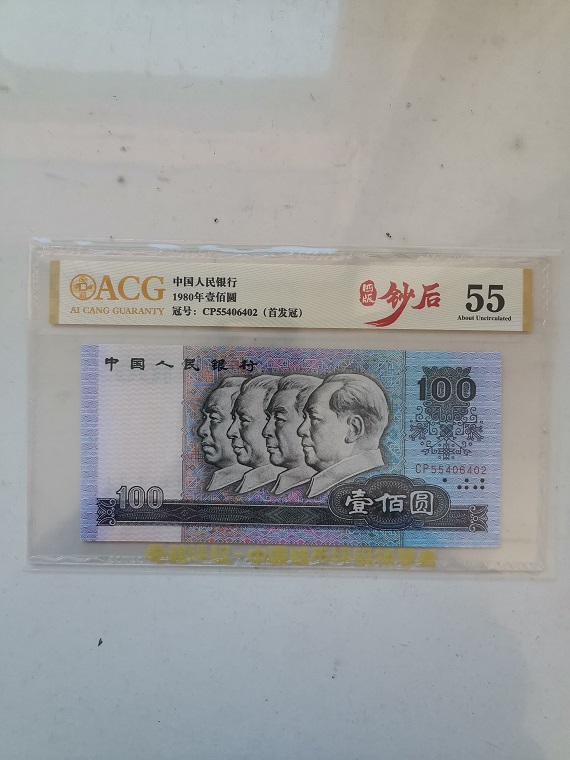 ACG
AI CANG GUARANTY
中国人民银行
1980年壹佰圆
冠号：CP55406402（首发冠）
四版
钞后
55
About Uncirculated
中国人民银行
100
CP55406402
100
壹佰圆